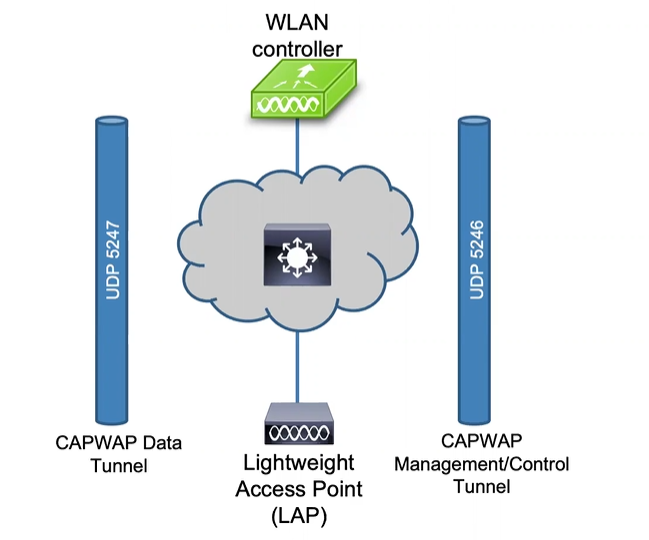 WLAN
controller
UDP 5247
UDP 5246
CAPWAP Data
Tunnel
Lightweight
Access Point
(LAP)
CAPWAP
Management/Control
Tunnel